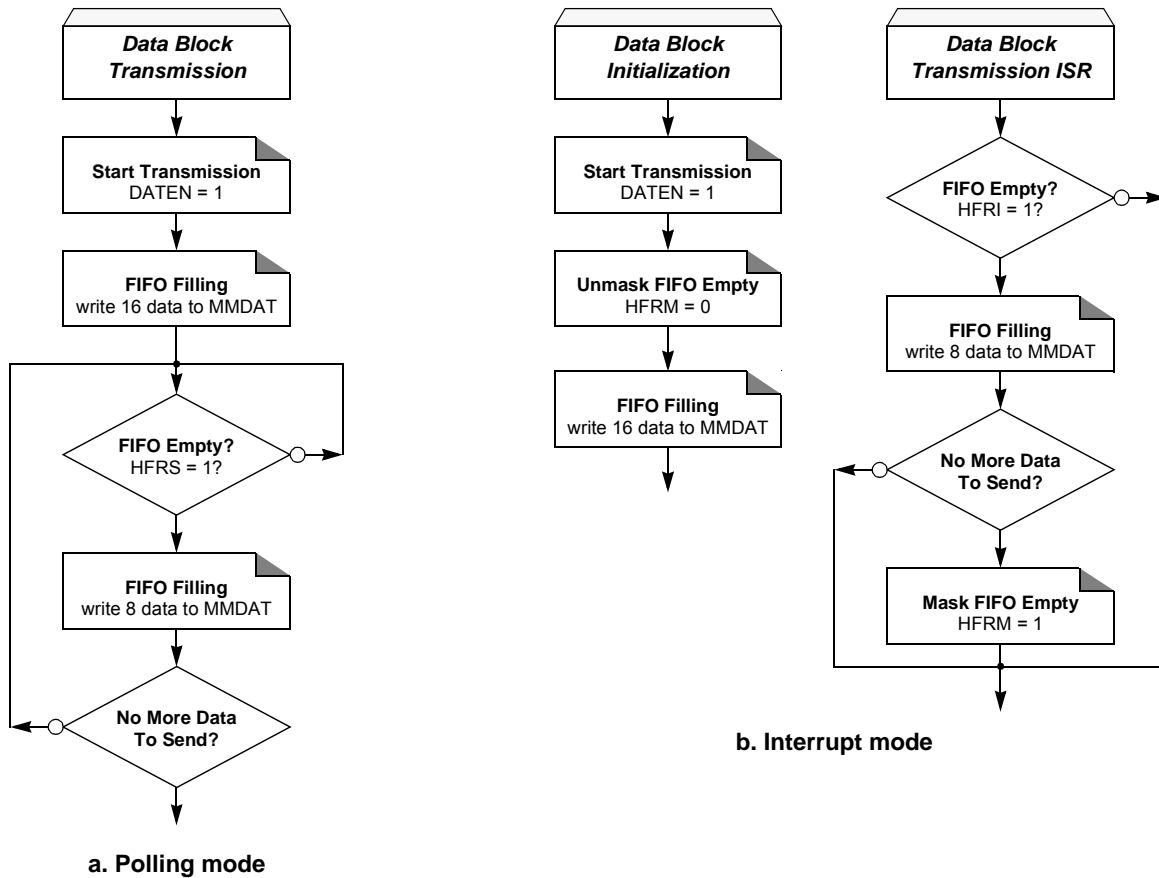 Data Block
Transmission
Start Transmission
DATEN = 1
FIFO Filling
write 16 data to MMDAT
FIFO Empty?
HFRS = 1?
FIFO Filling
write 8 data to MMDAT
No More Data
To Send?
a. Polling mode
Data Block
Initialization
Start Transmission
DATEN = 1
Unmask FIFO Empty
HFRM = 0
FIFO Filling
write 16 data to MMDAT
Data Block
Transmission ISR
FIFO Empty?
HFRI = 1?
FIFO Filling
write 8 data to MMDAT
No More Data
To Send?
Mask FIFO Empty
HFRM = 1
b. Interrupt mode